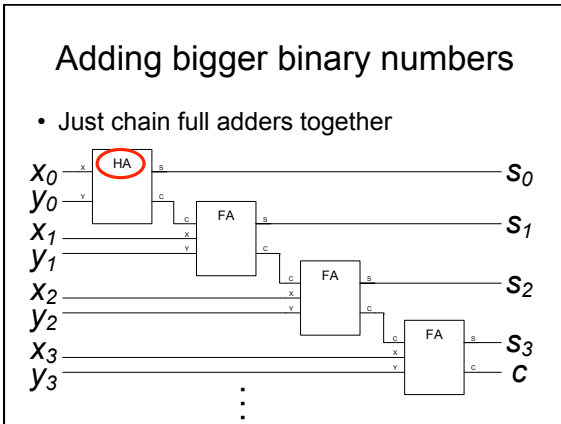 Adding bigger binary numbers
• Just chain full adders together
x0 X HA S s0
y0 Y C
C FA S s1
x1 X
y1 Y C
C FA S s2
x2 X
y2 Y C
C FA S s3
x3 X
y3 Y C c
⋮